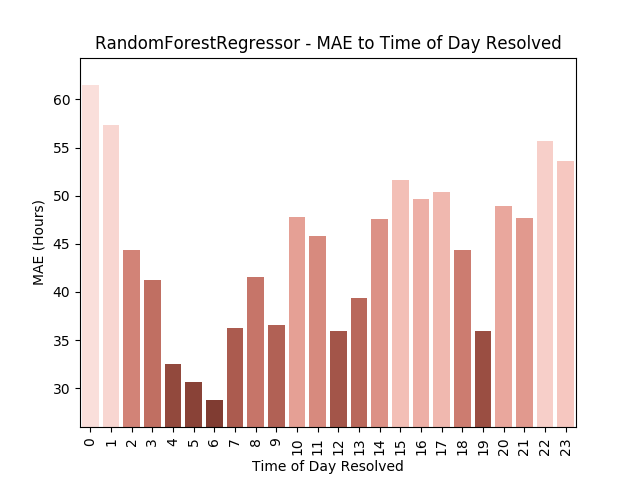 RandomForestRegressor - MAE to Time of Day Resolved
MAE (Hours)
60
55
50
45
40
35
30
0 1 2 3 4 5 6 7 8 9 10 11 12 13 14 15 16 17 18 19 20 21 22 23
Time of Day Resolved